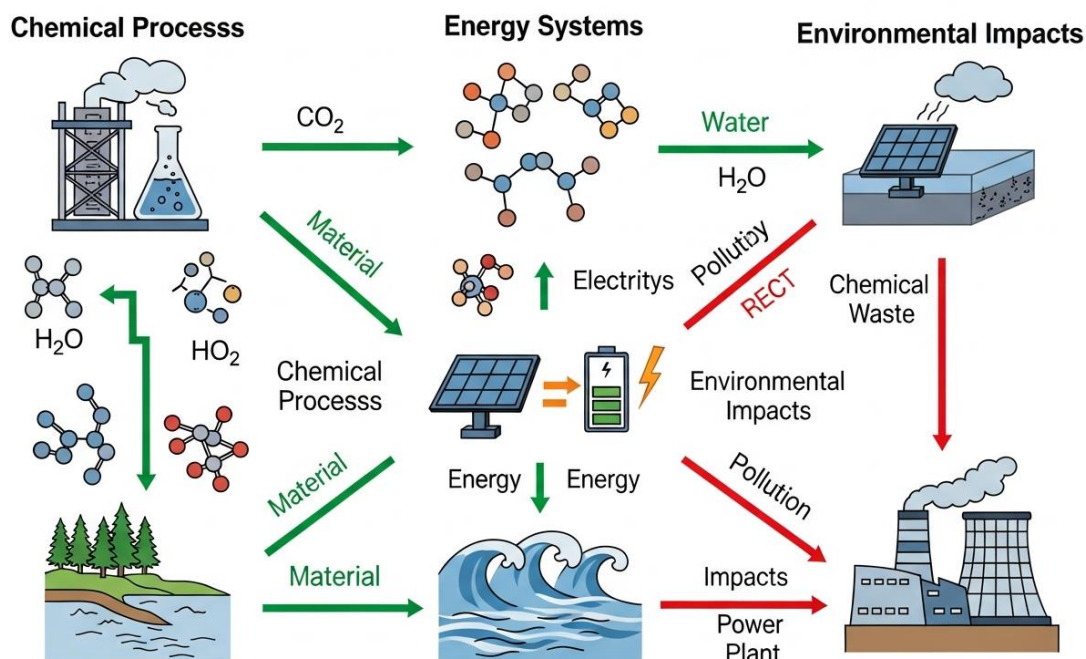 Chemical Processs
Energy Systems
Environmental Impacts
CO₂
Water
H₂O
Material
Electritys
RECT
Chemical
Waste
H₂O
HO₂
Chemical
Processs
Environmental
Impacts
Material
Energy
Energy
Pollution
Material
Impacts
Power
Plant